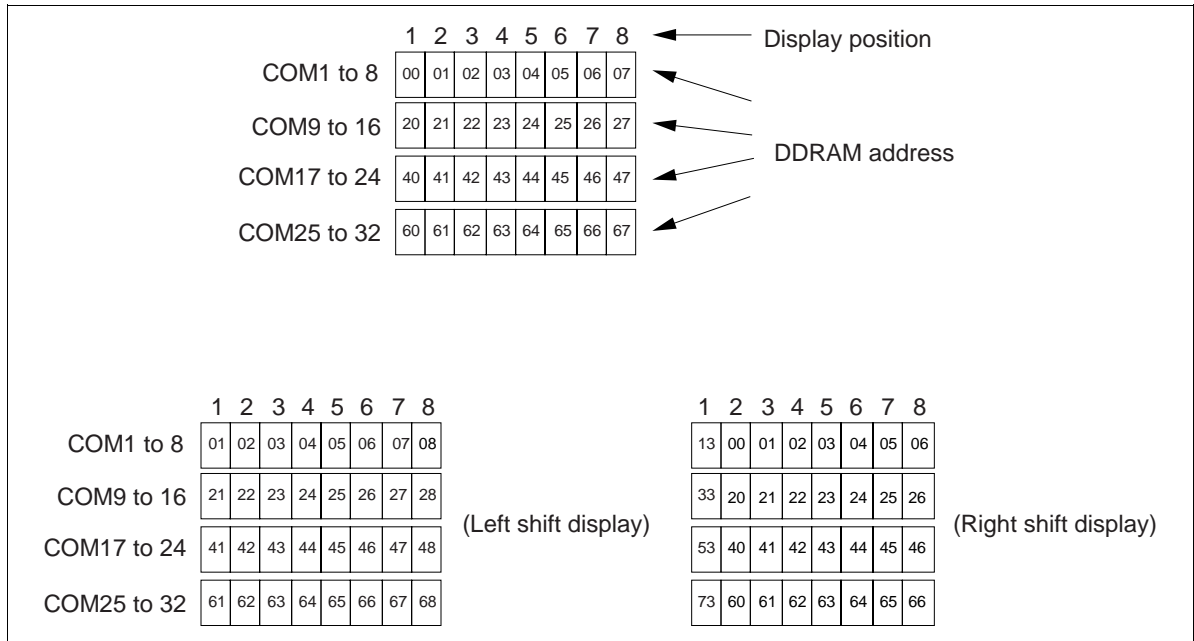 1 2 3 4 5 6 7 8 Display position
COM1 to 8 00 01 02 03 04 05 06 07
COM9 to 16 20 21 22 23 24 25 26 27
DDRAM address
COM17 to 24 40 41 42 43 44 45 46 47
COM25 to 32 60 61 62 63 64 65 66 67
1 2 3 4 5 6 7 8
COM1 to 8 01 02 03 04 05 06 07 08
COM9 to 16 21 22 23 24 25 26 27 28
(Left shift display)
COM17 to 24 41 42 43 44 45 46 47 48
COM25 to 32 61 62 63 64 65 66 67 68
1 2 3 4 5 6 7 8
13 00 01 02 03 04 05 06
33 20 21 22 23 24 25 26
(Right shift display)
53 40 41 42 43 44 45 46
73 60 61 62 63 64 65 66